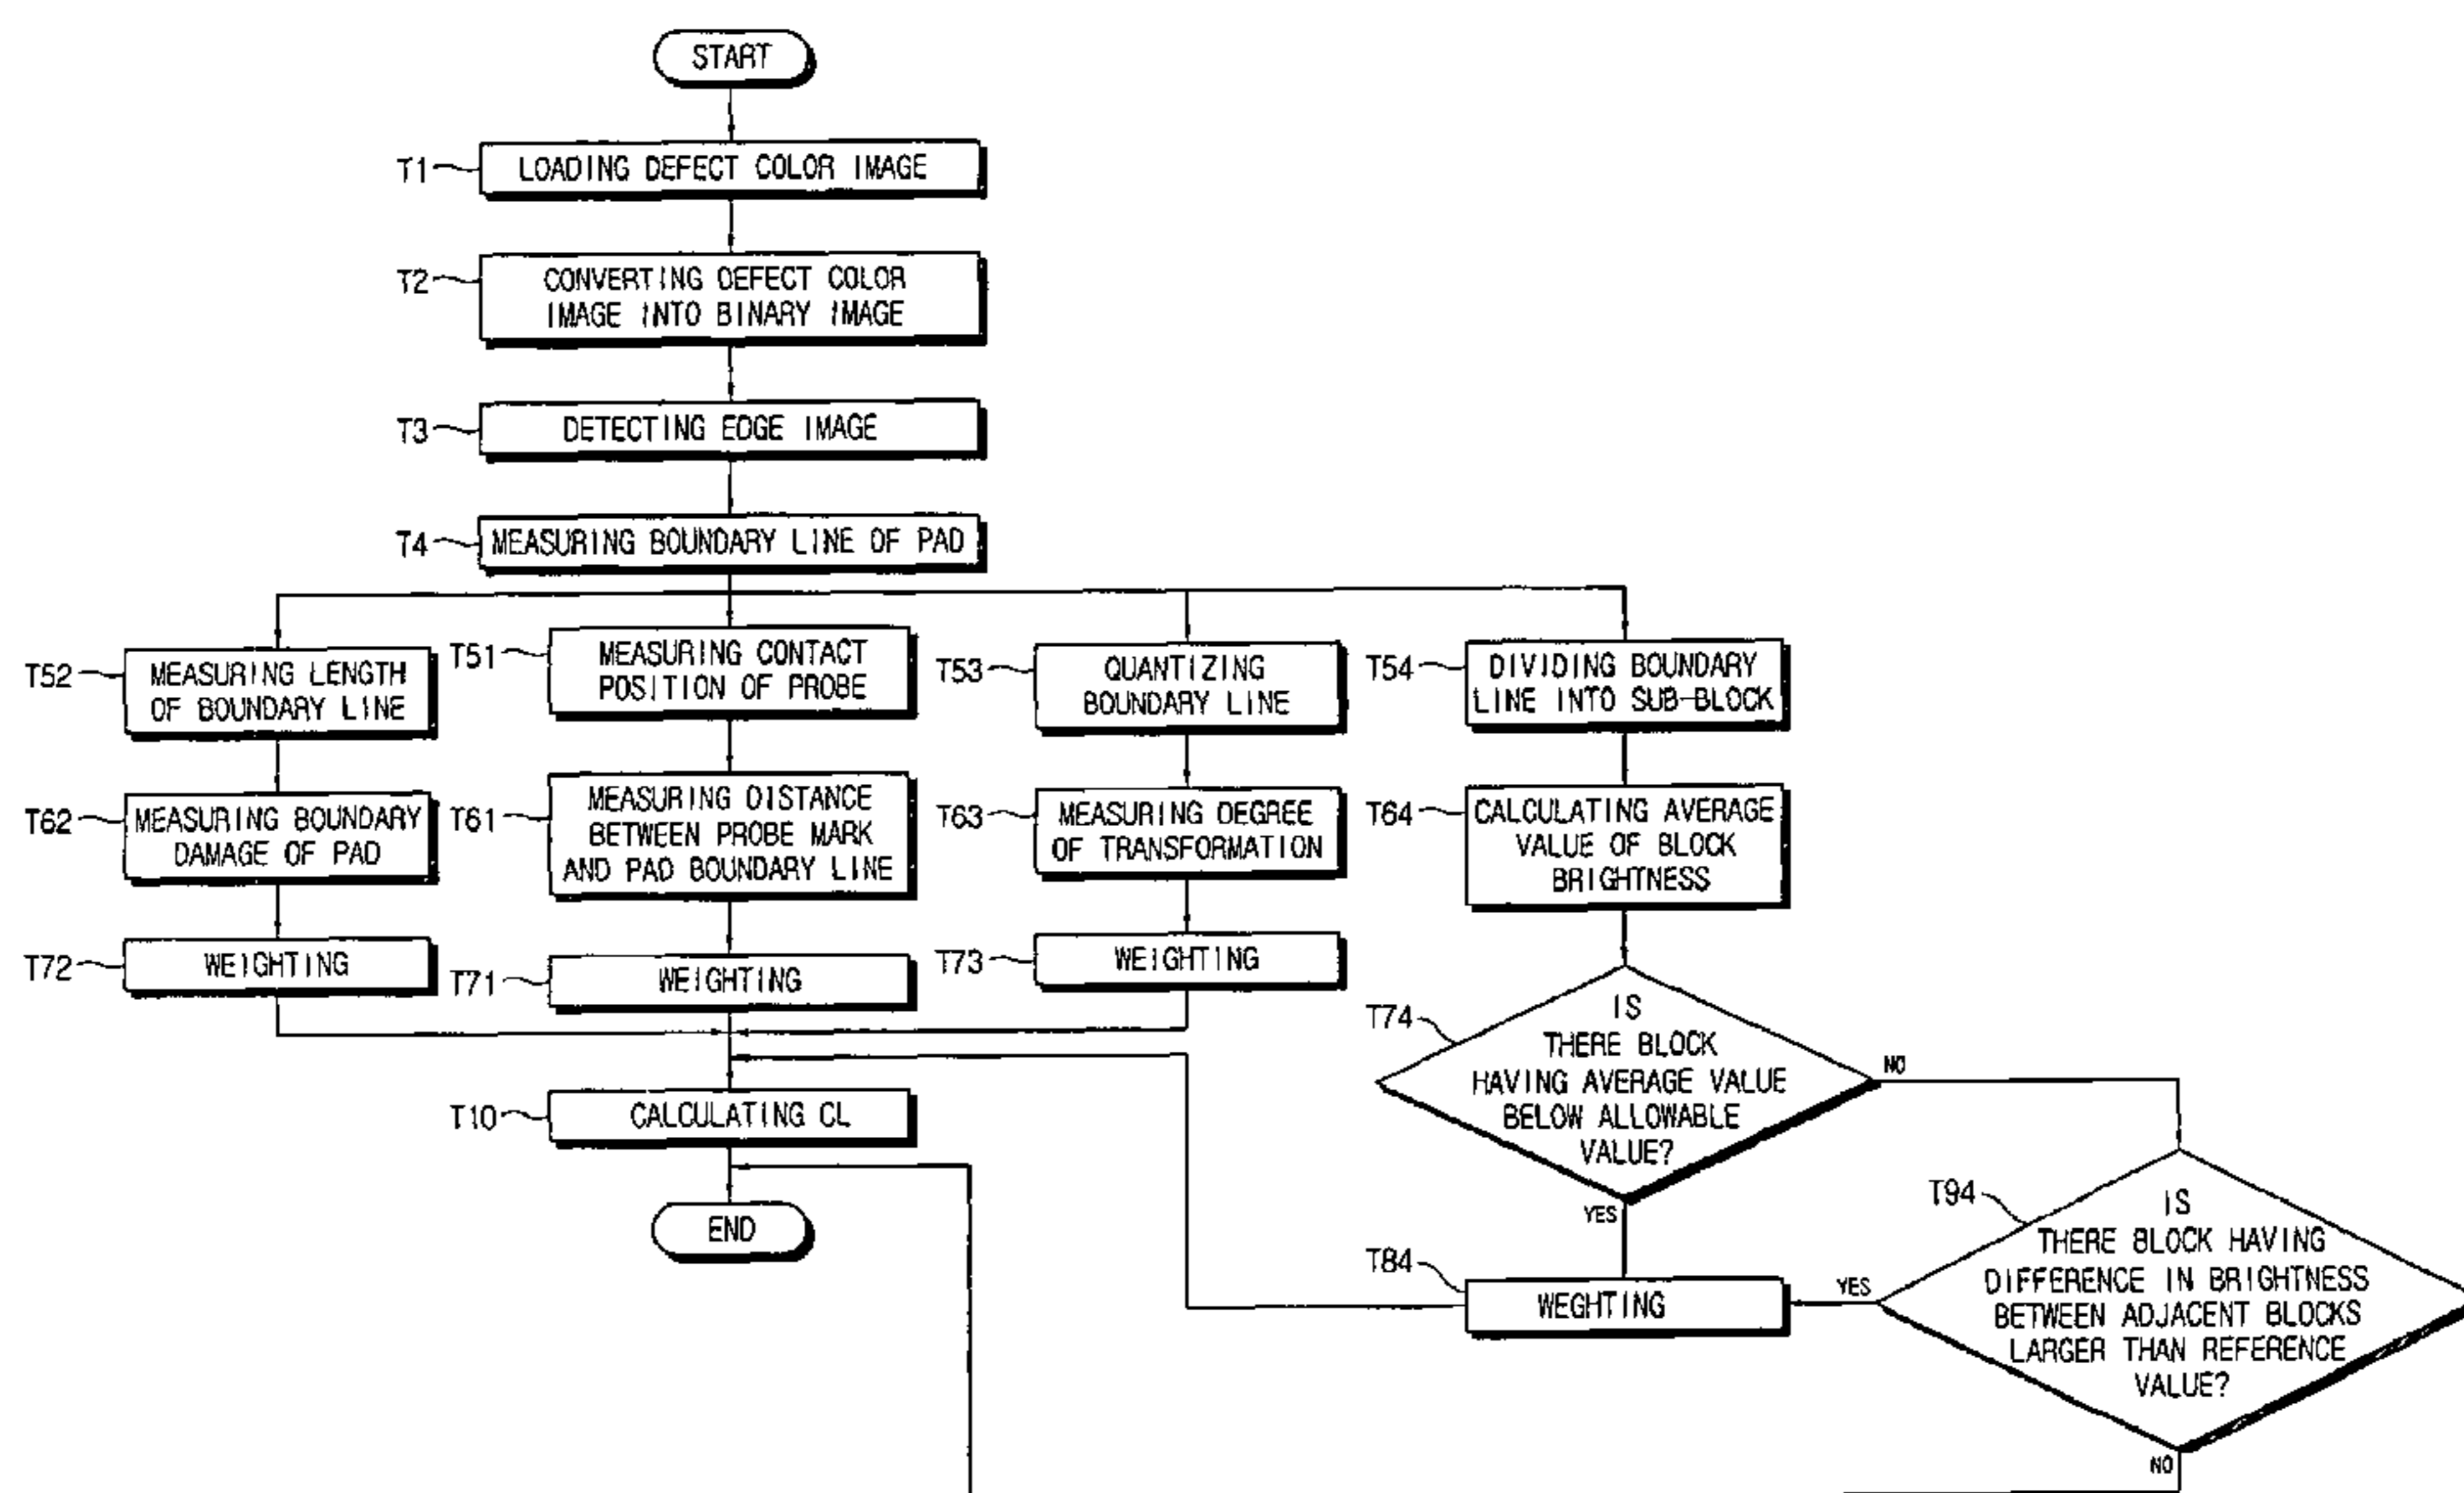 START
T1
LOADING DEFECT COLOR IMAGE
T2
CONVERTING DEFECT COLOR
IMAGE INTO BINARY IMAGE
T3
DETECTING EDGE IMAGE
T4
MEASURING BOUNDARY LINE OF PAD
T52
MEASURING LENGTH
OF BOUNDARY LINE
T51
MEASURING CONTACT
POSITION OF PROBE
T53
QUANTIZING
BOUNDARY LINE
T54
DIVIDING BOUNDARY
LINE INTO SUB-BLOCK
T62
MEASURING BOUNDARY
DAMAGE OF PAD
T61
MEASURING DISTANCE
BETWEEN PROBE MARK
AND PAD BOUNDARY LINE
T63
MEASURING DEGREE
OF TRANSFORMATION
T64
CALCULATING AVERAGE
VALUE OF BLOCK
BRIGHTNESS
T72
WEIGHTING
T71
WEIGHTING
T73
WEIGHTING
T74
IS
THERE BLOCK
HAVING AVERAGE VALUE
BELOW ALLOWABLE
VALUE?
NO
YES
T10
CALCULATING CL
END
T84
WEGHTING
YES
T94
IS
THERE BLOCK HAVING
DIFFERENCE IN BRIGHTNESS
BETWEEN ADJACENT BLOCKS
LARGER THAN REFERENCE
VALUE?
NO